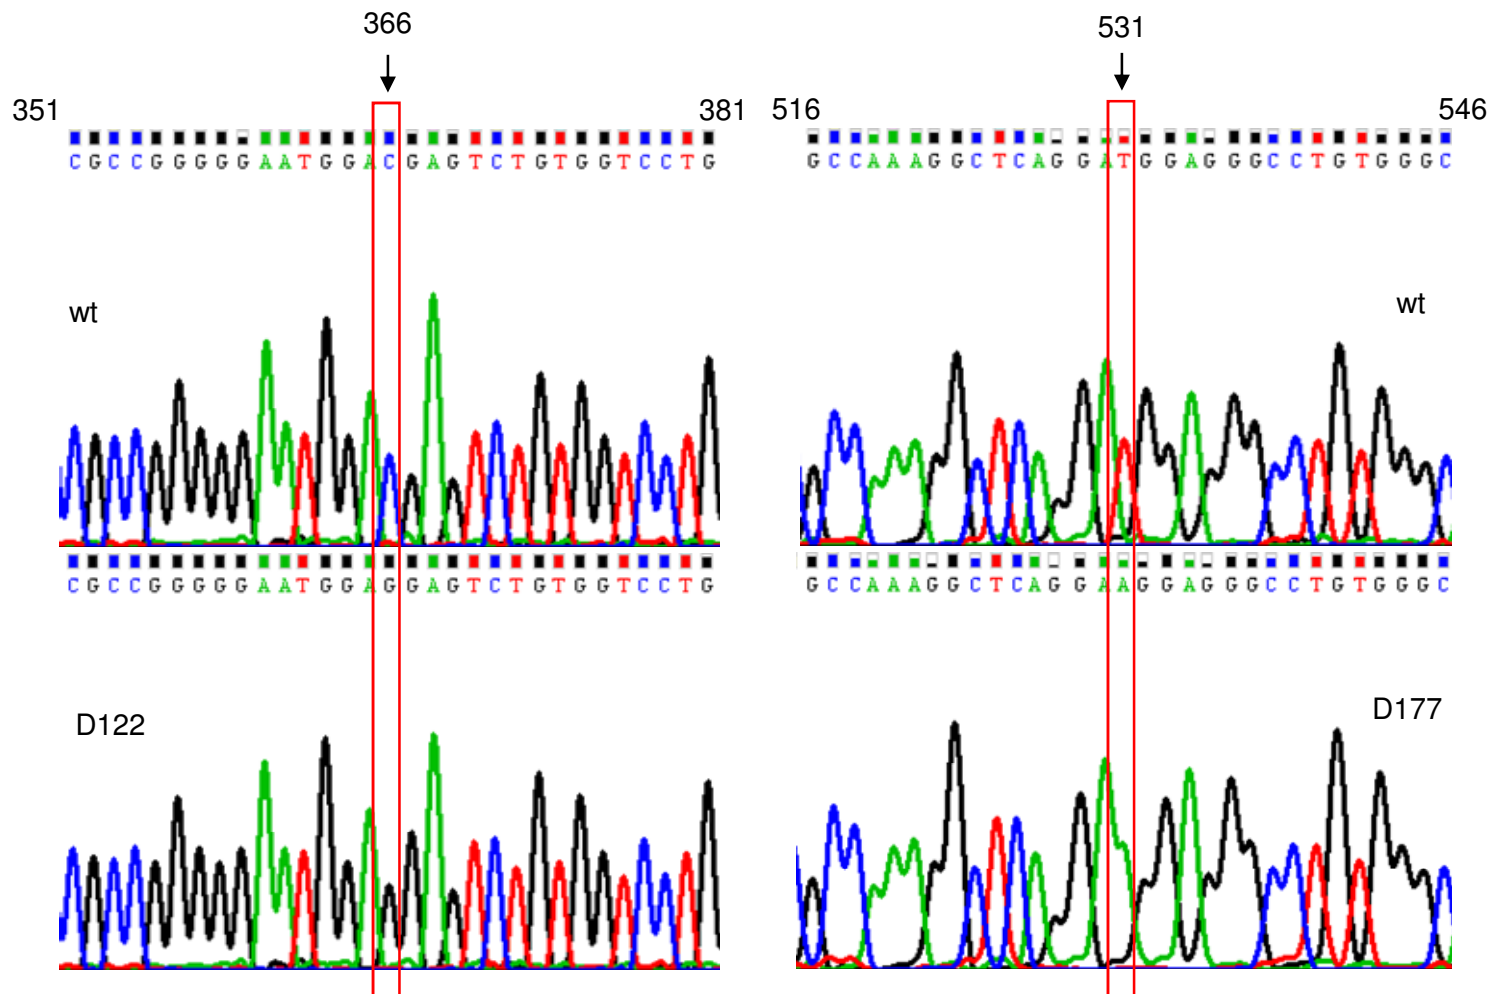 366
531
351
381
516
546
CGCCGGGGGAATGGACGAGTCTGTGGTCCTG
GCCAAAGGCTCAGGATGGAGGGCCTGTGGGC
wt
wt
CGCCGGGGGAATGGAGGAGTCTGTGGTCCTG
GCCAAAGGCTCAGGAAGGAGGGCCTGTGGGC
D122
D177